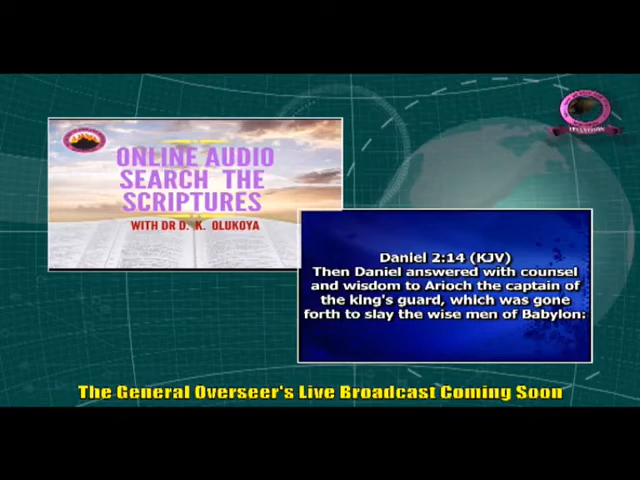 ONLINE AUDIO
SEARCH THE
SCRIPTURES
WITH DR D. K. OLUKOYA
Daniel 2:14 (KJV)
Then Daniel answered with counsel
and wisdom to Arioch the captain of
the king's guard, which was gone
forth to slay the wise men of Babylon:
The General Overseer's Live Broadcast Coming Soon